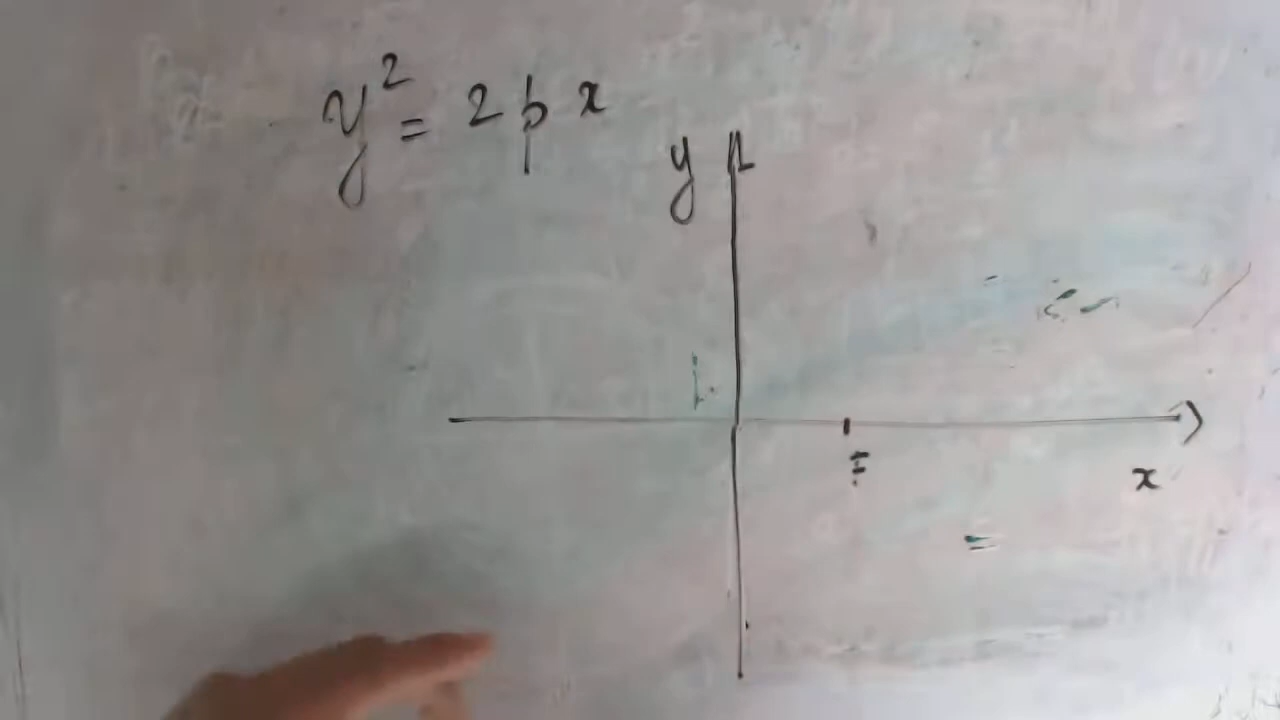 y² = 2px
y
F
x